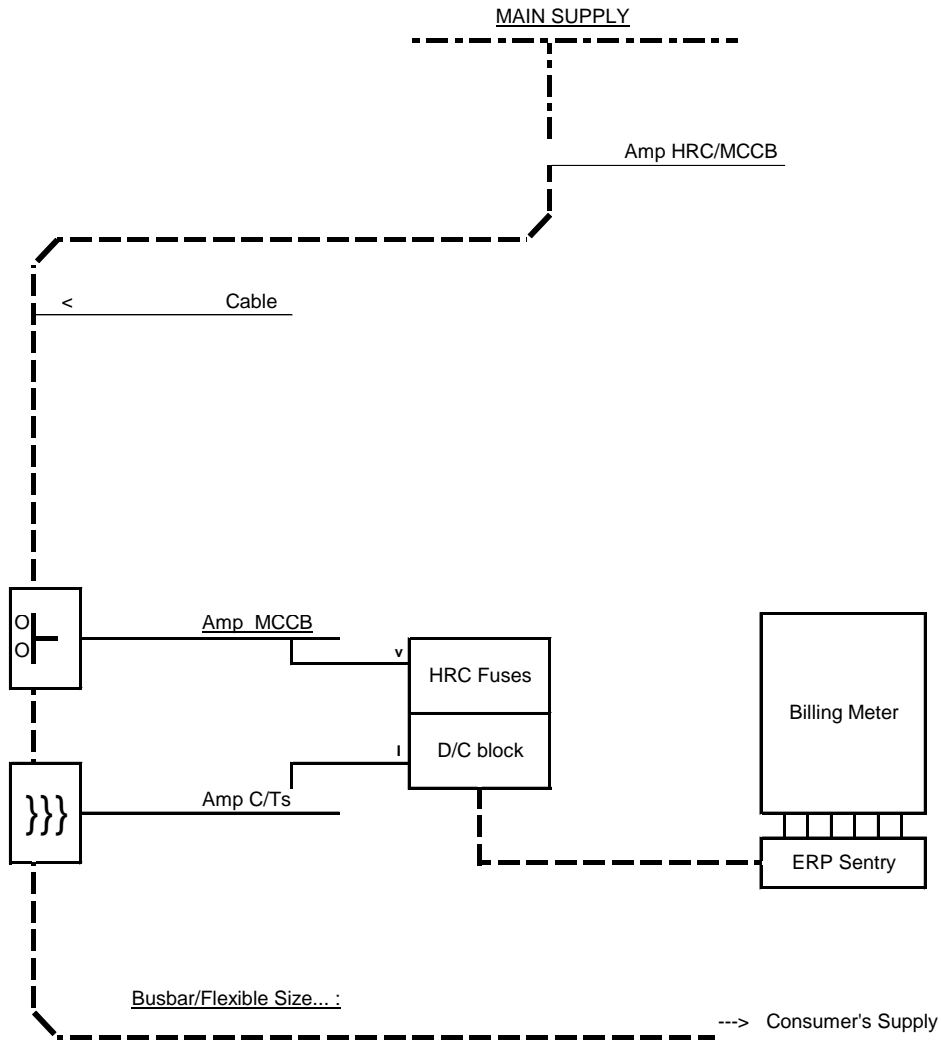 MAIN SUPPLY
Amp HRC/MCCB
< Cable
O
O
Amp MCCB
v
HRC Fuses
Billing Meter
I
D/C block
}}}
Amp C/Ts
ERP Sentry
Busbar/Flexible Size... :
---> Consumer's Supply